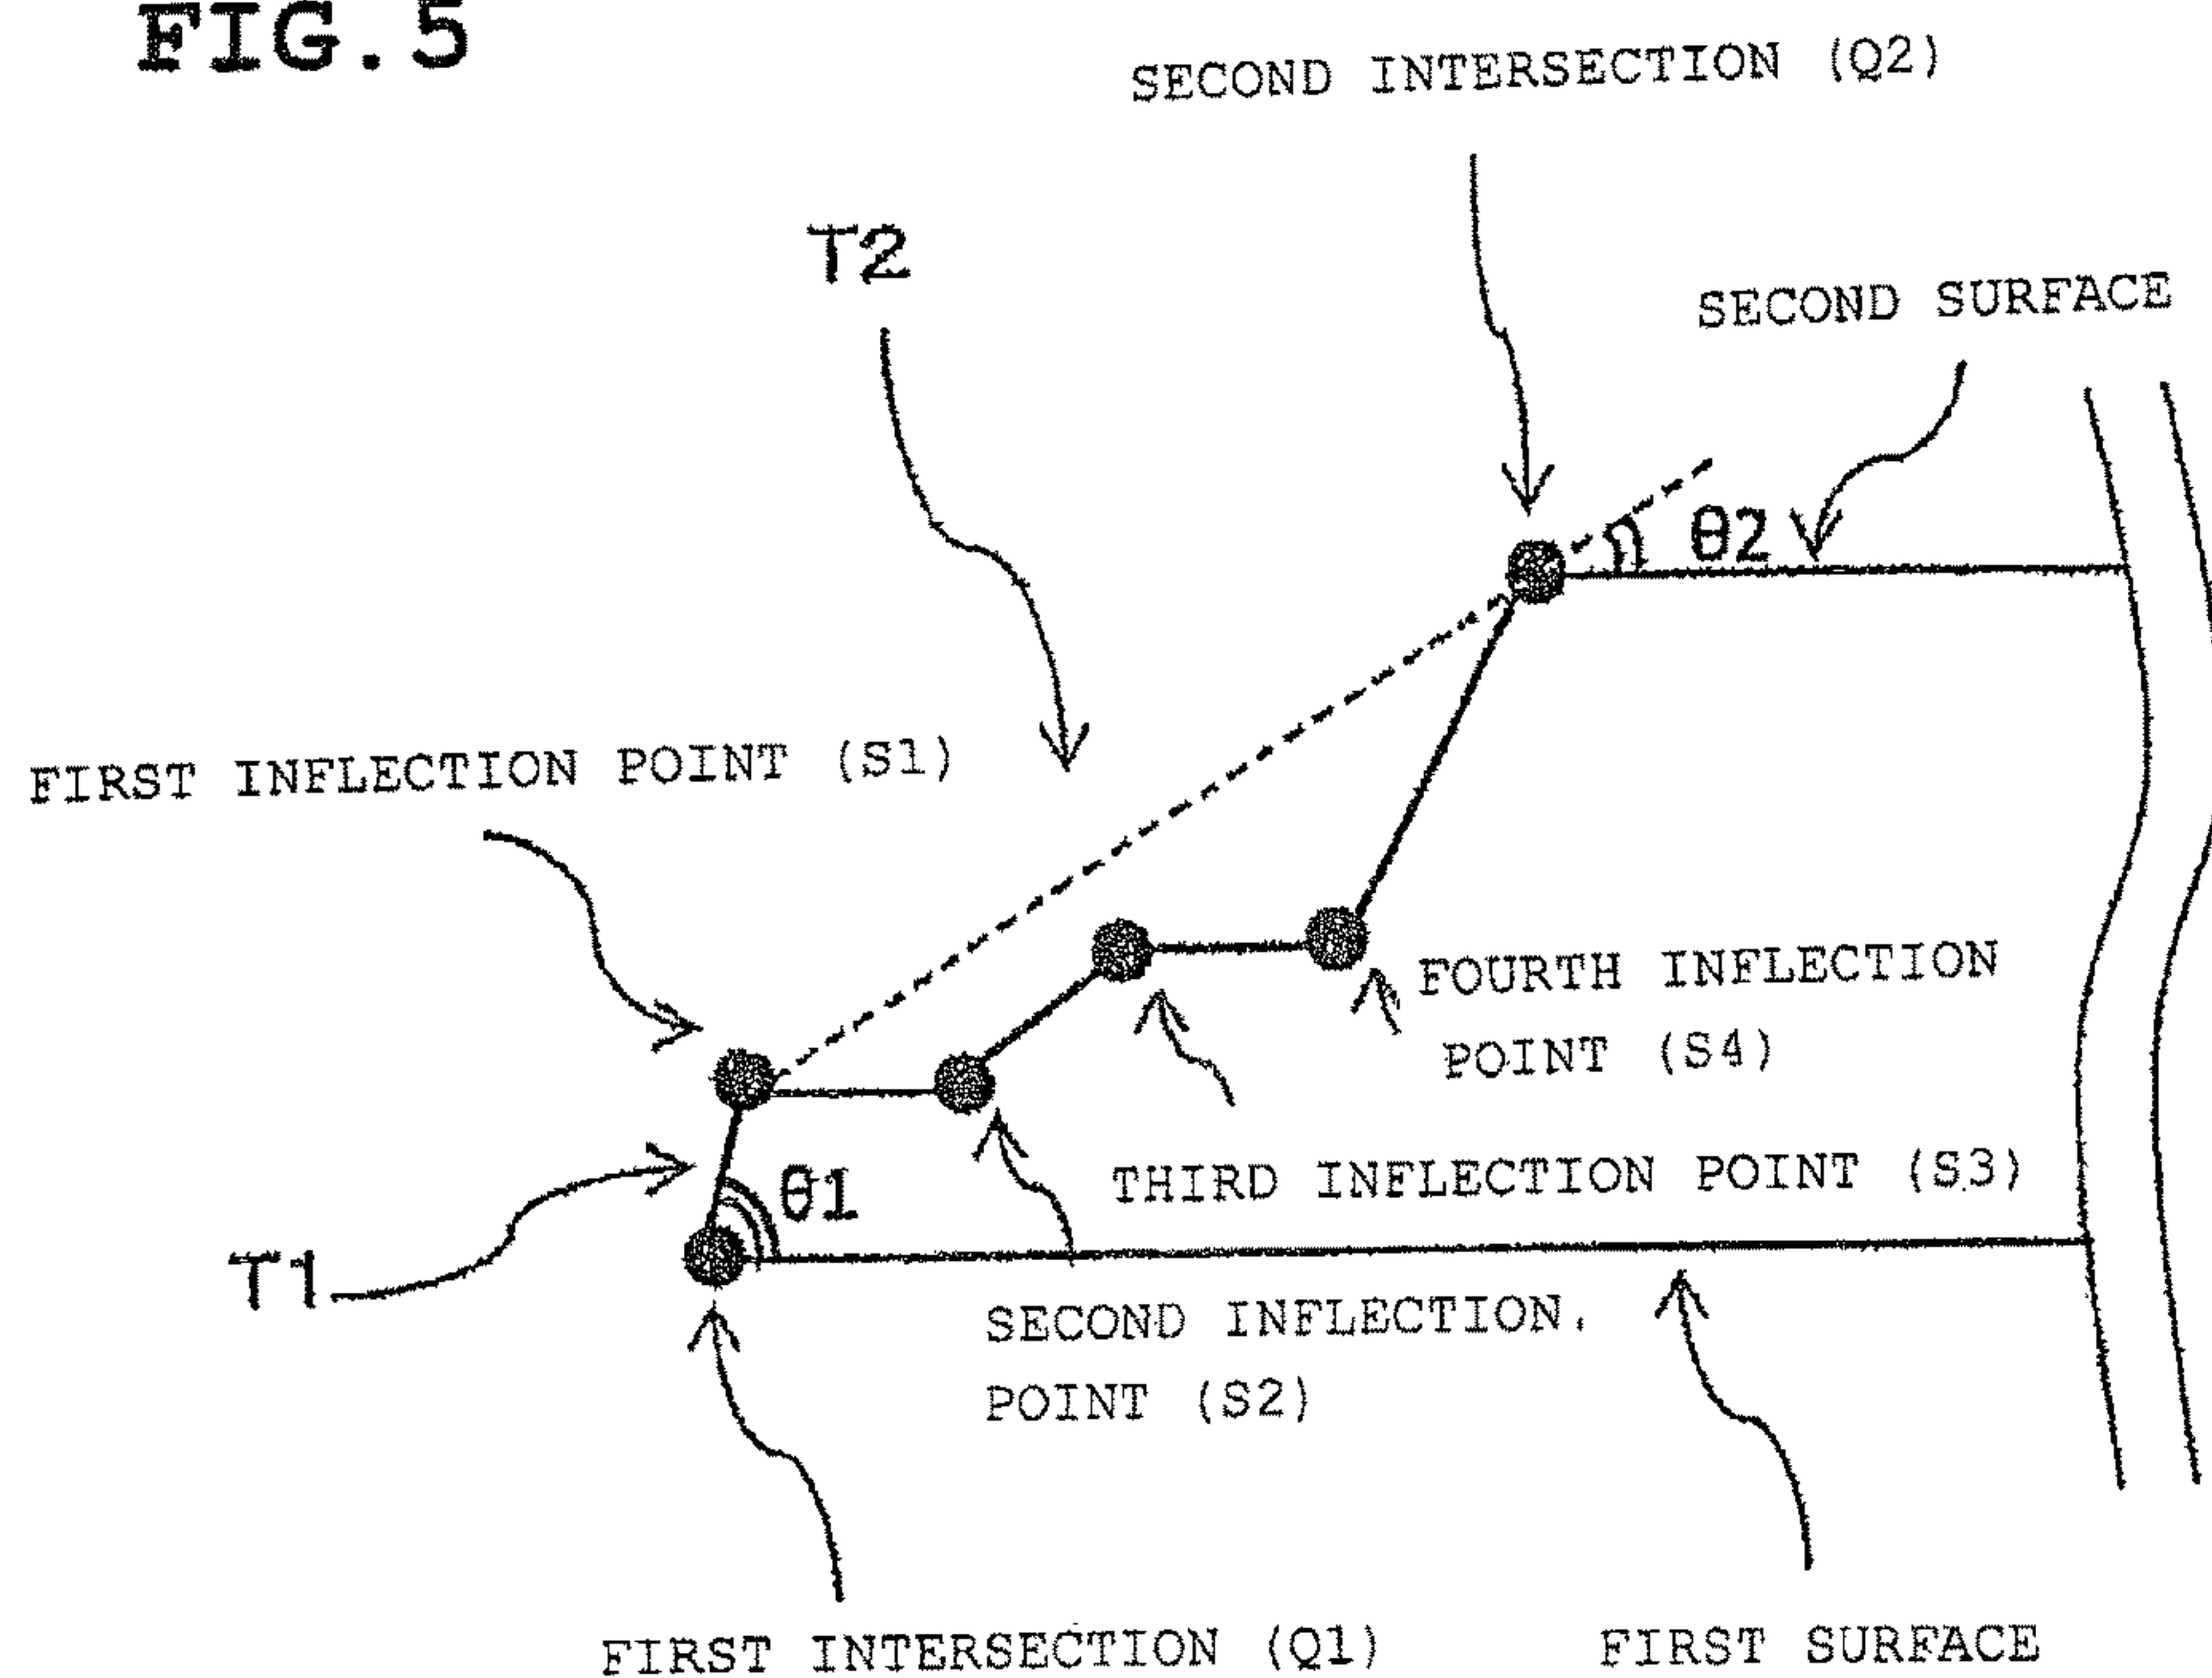 FIG.5
SECOND INTERSECTION (Q2)
T2
SECOND SURFACE
θ2
FIRST INFLECTION POINT (S1)
FOURTH INFLECTION
POINT (S4)
THIRD INFLECTION POINT (S3)
θ1
T1
SECOND INFLECTION
POINT (S2)
FIRST INTERSECTION (Q1)
FIRST SURFACE